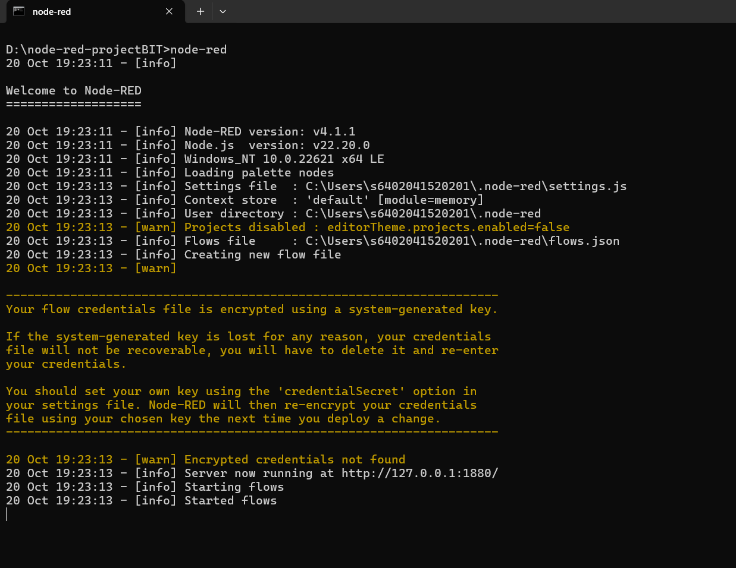 node-red
D:\node-red-projectBIT>node-red
20 Oct 19:23:11 - [info]
Welcome to Node-RED
===================
20 Oct 19:23:11 - [info] Node-RED version: v4.1.1
20 Oct 19:23:11 - [info] Node.js  version: v22.20.0
20 Oct 19:23:11 - [info] Windows_NT 10.0.22621 x64 LE
20 Oct 19:23:11 - [info] Loading palette nodes
20 Oct 19:23:13 - [info] Settings file  : C:\Users\s6402041520201\.node-red\settings.js
20 Oct 19:23:13 - [info] Context store  : 'default' [module=memory]
20 Oct 19:23:13 - [info] User directory : C:\Users\s6402041520201\.node-red
20 Oct 19:23:13 - [warn] Projects disabled : editorTheme.projects.enabled=false
20 Oct 19:23:13 - [info] Flows file     : C:\Users\s6402041520201\.node-red\flows.json
20 Oct 19:23:13 - [info] Creating new flow file
20 Oct 19:23:13 - [warn]
---------------------------------------------------------------------
Your flow credentials file is encrypted using a system-generated key.
If the system-generated key is lost for any reason, your credentials
file will not be recoverable, you will have to delete it and re-enter
your credentials.
You should set your own key using the 'credentialSecret' option in
your settings file. Node-RED will then re-encrypt your credentials
file using your chosen key the next time you deploy a change.
---------------------------------------------------------------------
20 Oct 19:23:13 - [warn] Encrypted credentials not found
20 Oct 19:23:13 - [info] Server now running at http://127.0.0.1:1880/
20 Oct 19:23:13 - [info] Starting flows
20 Oct 19:23:13 - [info] Started flows